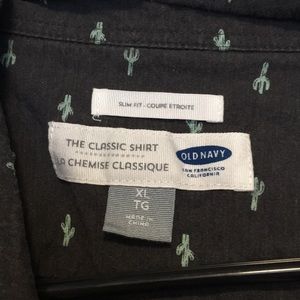 SLIM FIT - COUPE ÉTROITE
THE CLASSIC SHIRT
LA CHEMISE CLASSIQUE
OLD NAVY
SAN FRANCISCO
CALIFORNIA
XL
TG
MADE IN
CHINA